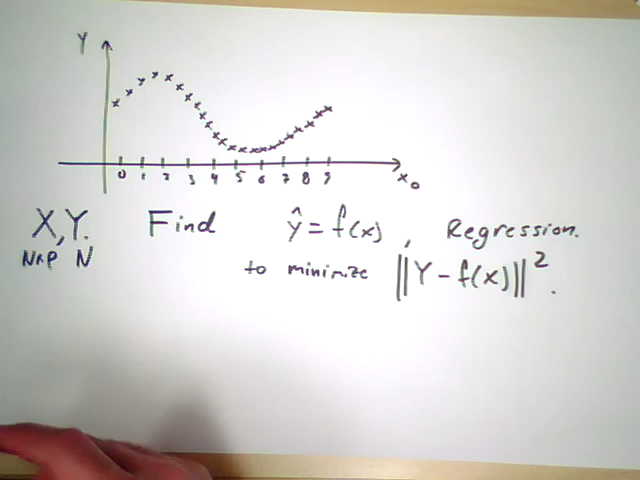 Y
0 1 2 3 4 5 6 7 8 9
x₀
X, Y. Find ŷ = f(x), Regression.
N×P N
to minimize ||Y - f(x)||².